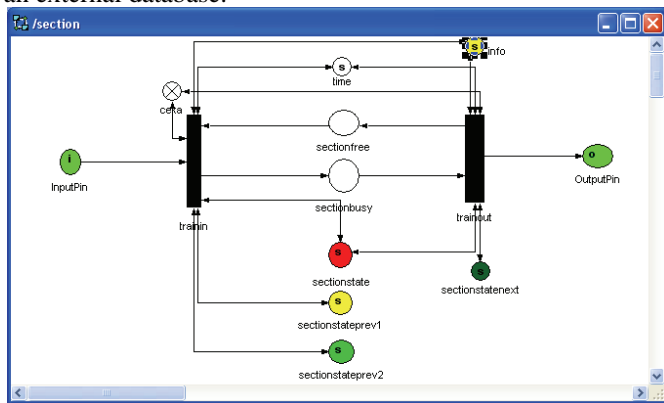 an external database.
/section
s
info
s
time
ceka
sectionfree
i
o
InputPin
OutputPin
sectionbusy
trainin
trainout
s
s
sectionstate
sectionstatenext
s
sectionstateprev1
s
sectionstateprev2